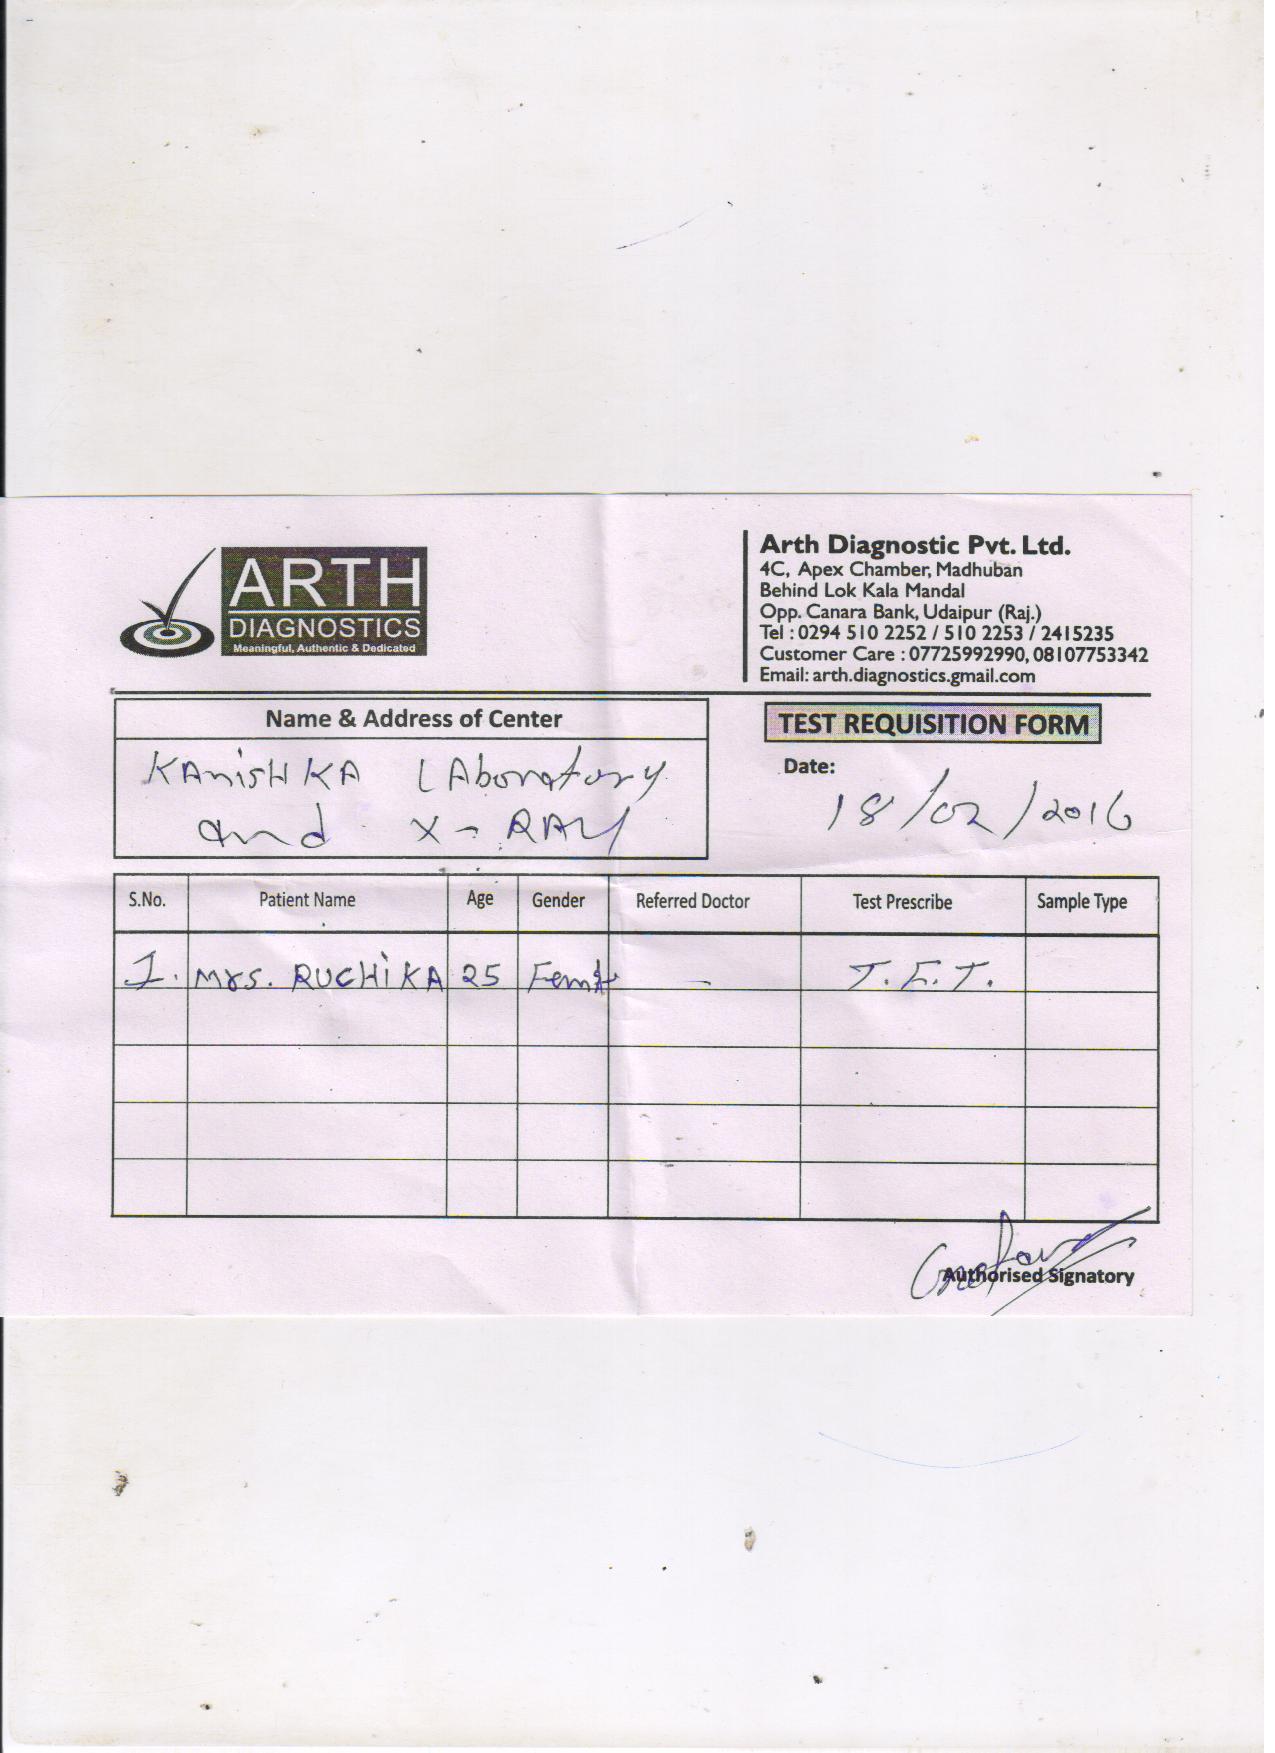 ARTH
DIAGNOSTICS
Meaningful, Authentic & Dedicated
Arth Diagnostic Pvt. Ltd.
4C, Apex Chamber, Madhuban
Behind Lok Kala Mandal
Opp. Canara Bank, Udaipur (Raj.)
Tel : 0294 510 2252 / 510 2253 / 2415235
Customer Care : 07725992990, 08107753342
Email: arth.diagnostics.gmail.com
Name & Address of Center
KAnisHKA LAboratory
and X-RAY
TEST REQUISITION FORM
Date:
18/02/2016
S.No. Patient Name Age Gender Referred Doctor Test Prescribe Sample Type
1. Mrs. RUCHiKA 25 - 
Authorised Signatory